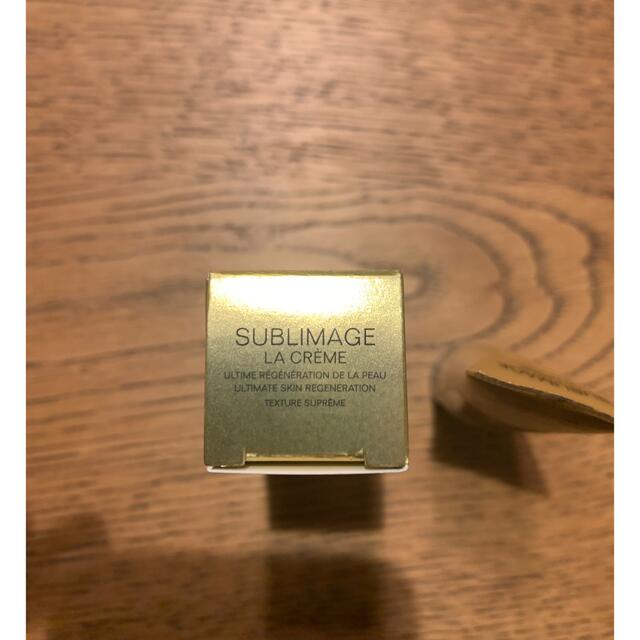 SUBLIMAGE
LA CRÈME
ULTIME RÉGÉNÉRATION DE LA PEAU
ULTIMATE SKIN REGENERATION
TEXTURE SUPRÊME